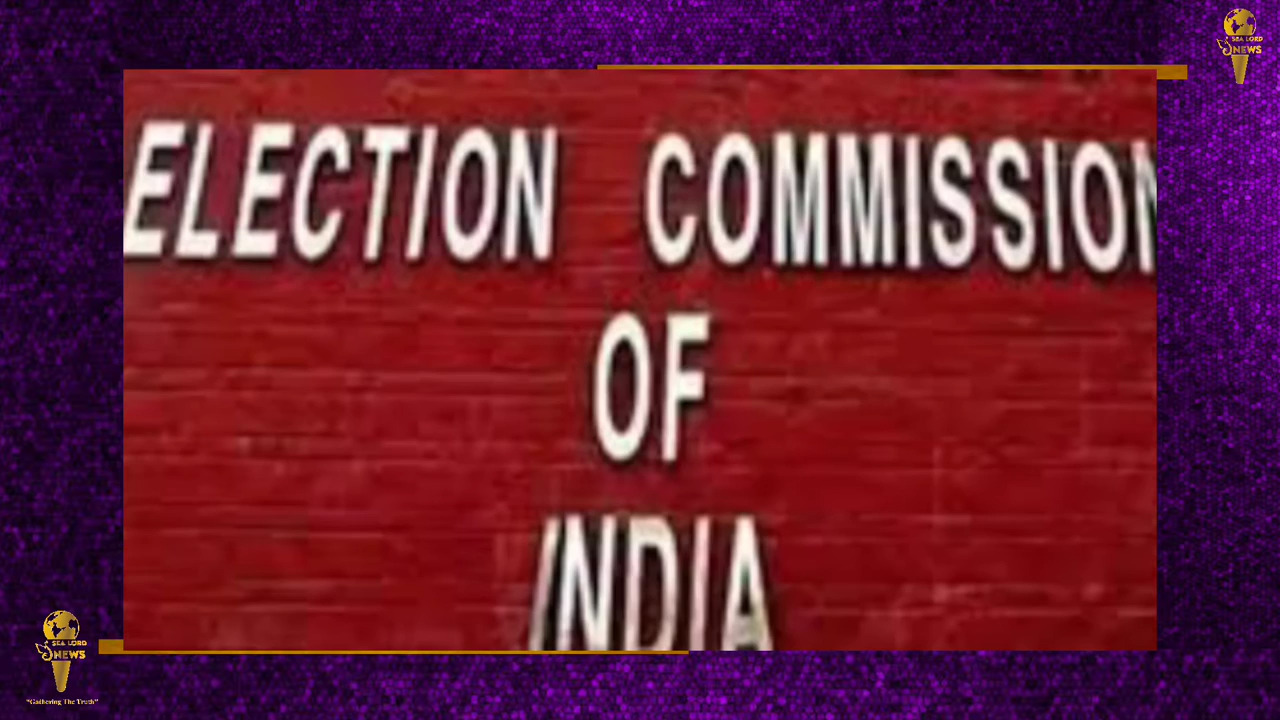 SEA LORD
NEWS
ELECTION COMMISSION
OF
INDIA
SEA LORD
NEWS
"Gathering The Truth"